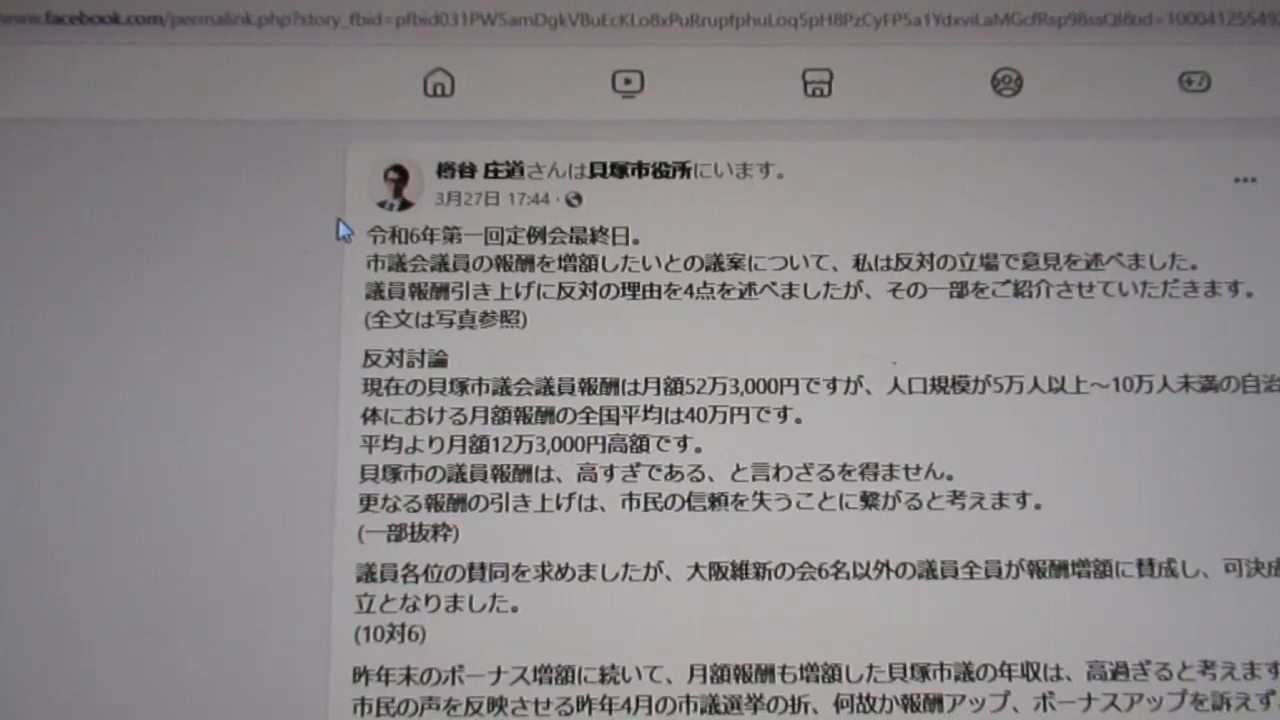 www.facebook.com/permalink.php?story_fbid=pfbid031PW5amDgkVBuEcKLo8xPuRrupfphuLoq5pH8PzCyFP5a1YdxviLaMGcfRsp98ssQl&id=10004125549
樽谷 庄道さんは貝塚市役所にいます。
3月27日 17:44
令和6年第一回定例会最終日。
市議会議員の報酬を増額したいとの議案について、私は反対の立場で意見を述べました。
議員報酬引き上げに反対の理由を4点を述べましたが、その一部をご紹介させていただきます。
(全文は写真参照)
反対討論
現在の貝塚市議会議員報酬は月額52万3,000円ですが、人口規模が5万人以上～10万人未満の自治
体における月額報酬の全国平均は40万円です。
平均より月額12万3,000円高額です。
貝塚市の議員報酬は、高すぎである、と言わざるを得ません。
更なる報酬の引き上げは、市民の信頼を失うことに繋がると考えます。
(一部抜粋)
議員各位の賛同を求めましたが、大阪維新の会6名以外の議員全員が報酬増額に賛成し、可決成
立となりました。
(10対6)
昨年末のボーナス増額に続いて、月額報酬も増額した貝塚市議の年収は、高過ぎると考えます
市民の声を反映させる昨年4月の市議選挙の折、何故か報酬アップ、ボーナスアップを訴えず